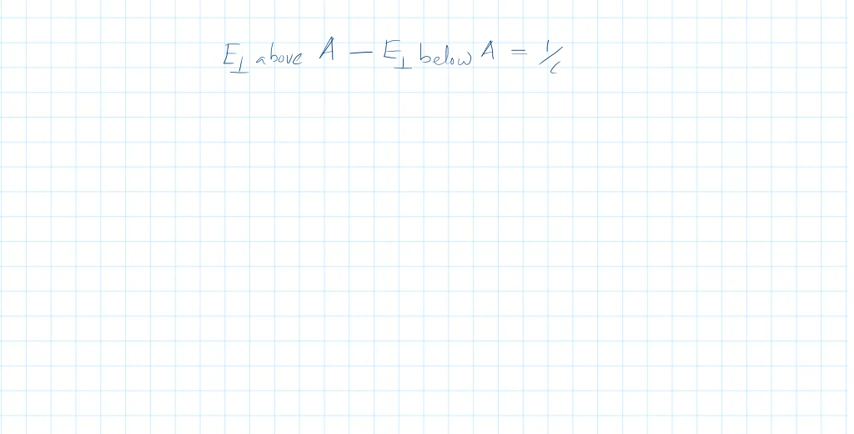 E⊥ above A — E⊥ below A = 1/c